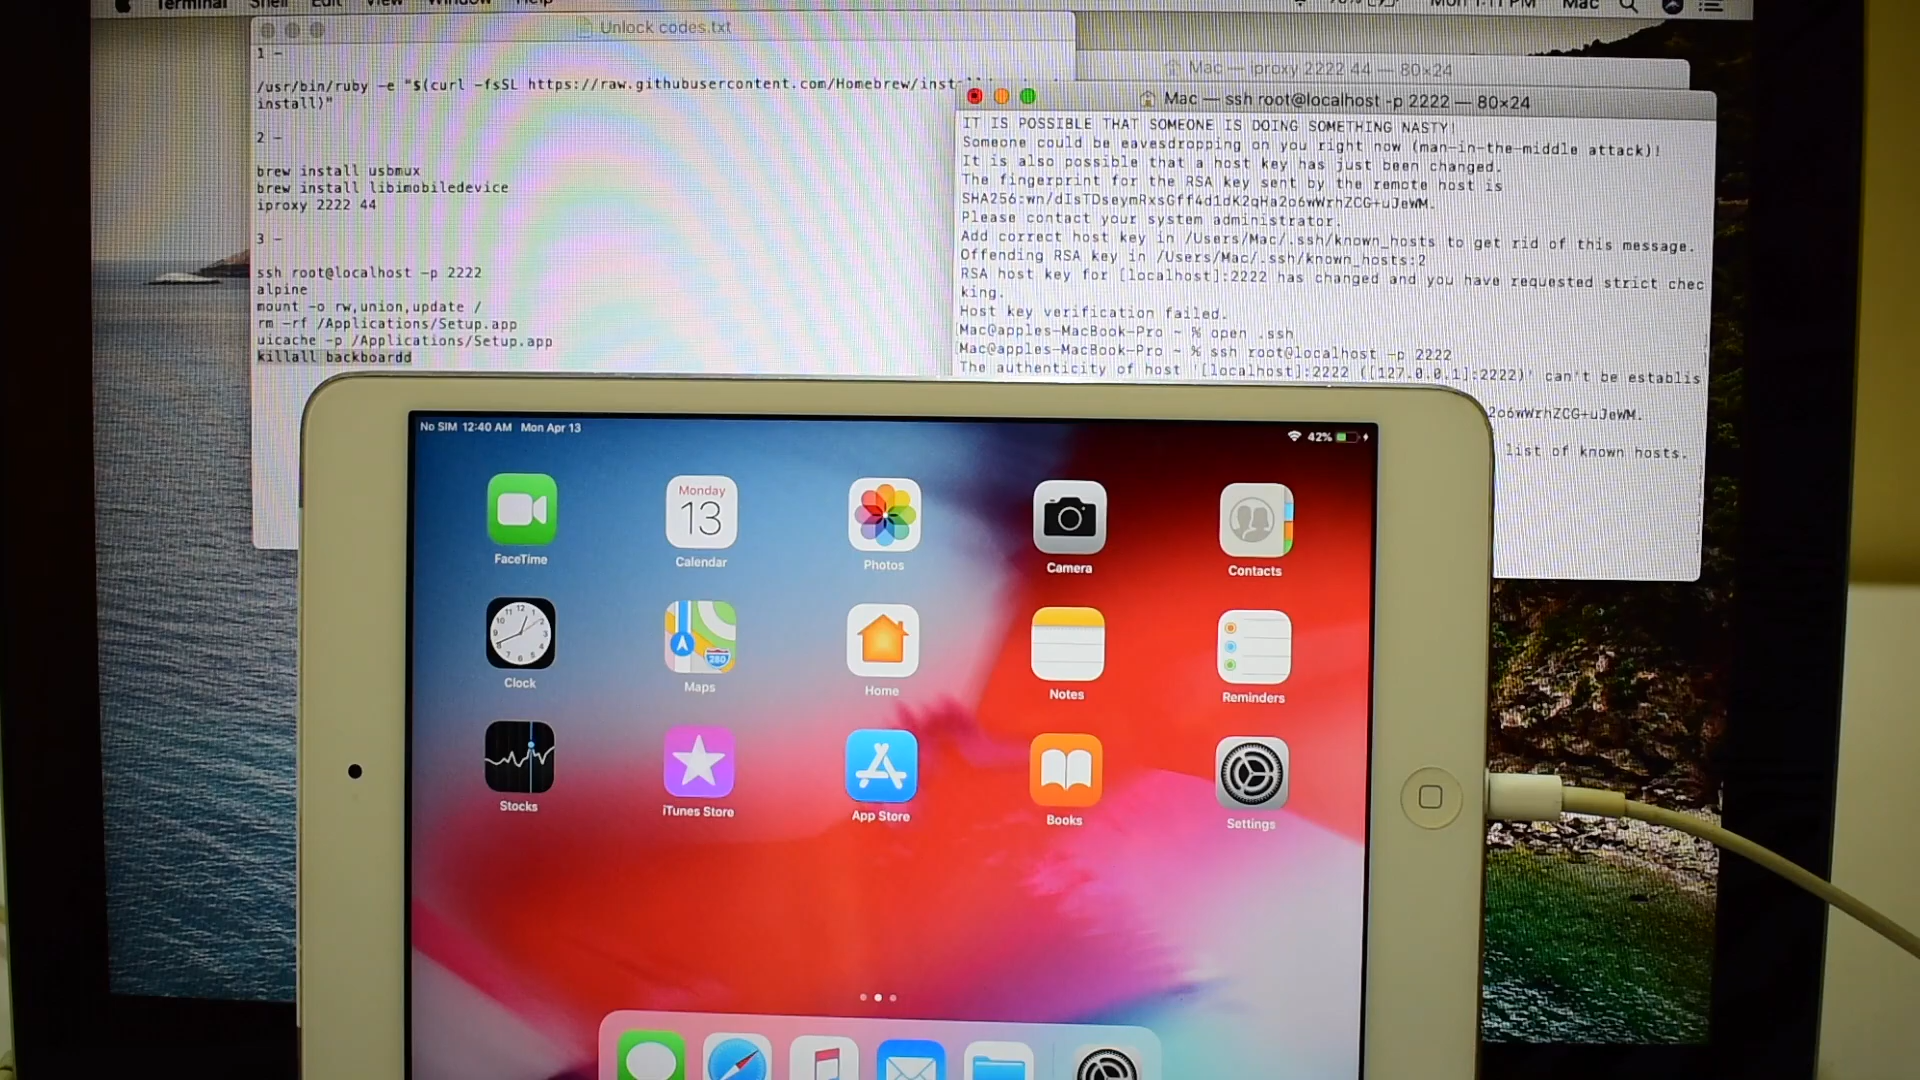 Terminal Shell Edit View Window Help
Mon 1:11 PM Mac
Unlock codes.txt
1 -
/usr/bin/ruby -e "$(curl -fsSL https://raw.githubusercontent.com/Homebrew/inst
install)"
2 -
brew install usbmux
brew install libimobiledevice
iproxy 2222 44
3 -
ssh root@localhost -p 2222
alpine
mount -o rw,union,update /
rm -rf /Applications/Setup.app
uicache -p /Applications/Setup.app
killall backboardd
Mac — iproxy 2222 44 — 80×24
Mac — ssh root@localhost -p 2222 — 80×24
IT IS POSSIBLE THAT SOMEONE IS DOING SOMETHING NASTY!
Someone could be eavesdropping on you right now (man-in-the-middle attack)!
It is also possible that a host key has just been changed.
The fingerprint for the RSA key sent by the remote host is
SHA256:wn/dIsTDseymRxsGff4d1dK2qHa2o6wWrhZCG+uJeWM.
Please contact your system administrator.
Add correct host key in /Users/Mac/.ssh/known_hosts to get rid of this message.
Offending RSA key in /Users/Mac/.ssh/known_hosts:2
RSA host key for [localhost]:2222 has changed and you have requested strict chec
king.
Host key verification failed.
Mac@apples-MacBook-Pro ~ % open .ssh
Mac@apples-MacBook-Pro ~ % ssh root@localhost -p 2222
The authenticity of host '[localhost]:2222 ([127.0.0.1]:2222)' can't be establis
2o6wWrhZCG+uJeWM.
list of known hosts.
No SIM 12:40 AM Mon Apr 13
42%
FaceTime
Monday
13
Calendar
Photos
Camera
Contacts
Clock
280
Maps
Home
Notes
Reminders
Stocks
iTunes Store
App Store
Books
Settings